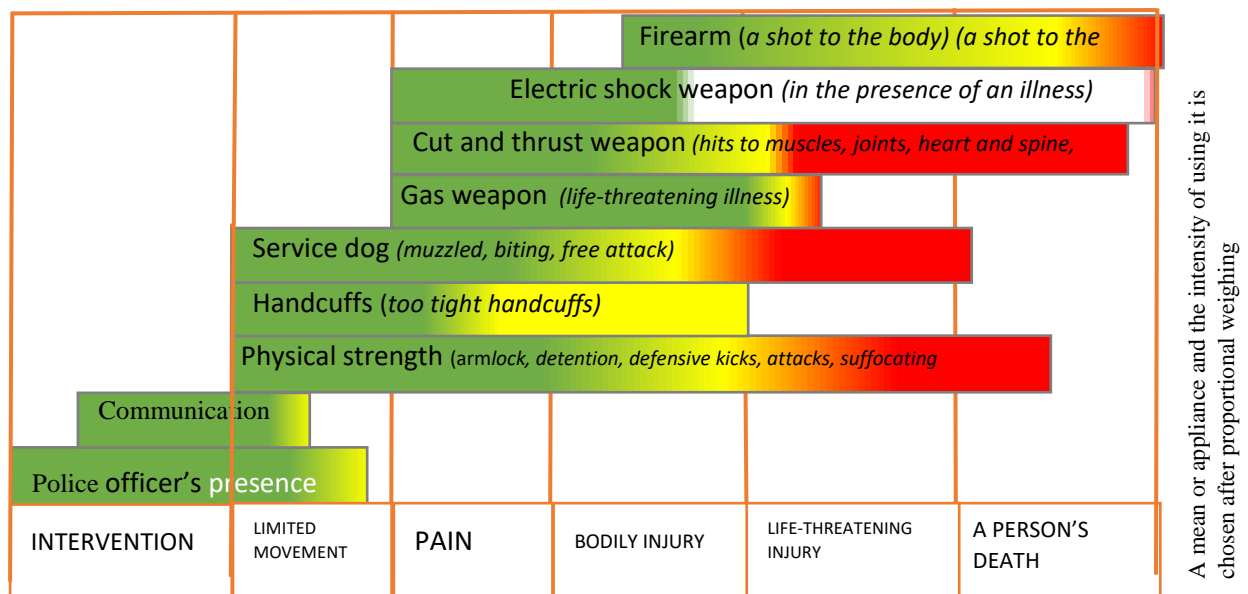 Firearm (a shot to the body) (a shot to the
Electric shock weapon (in the presence of an illness)
Cut and thrust weapon (hits to muscles, joints, heart and spine,
Gas weapon (life-threatening illness)
Service dog (muzzled, biting, free attack)
Handcuffs (too tight handcuffs)
Physical strength (armlock, detention, defensive kicks, attacks, suffocating
Communication
Police officer's presence
INTERVENTION
LIMITED
MOVEMENT
PAIN
BODILY INJURY
LIFE-THREATENING
INJURY
A PERSON'S
DEATH
A mean or appliance and the intensity of using it is
chosen after proportional weighing